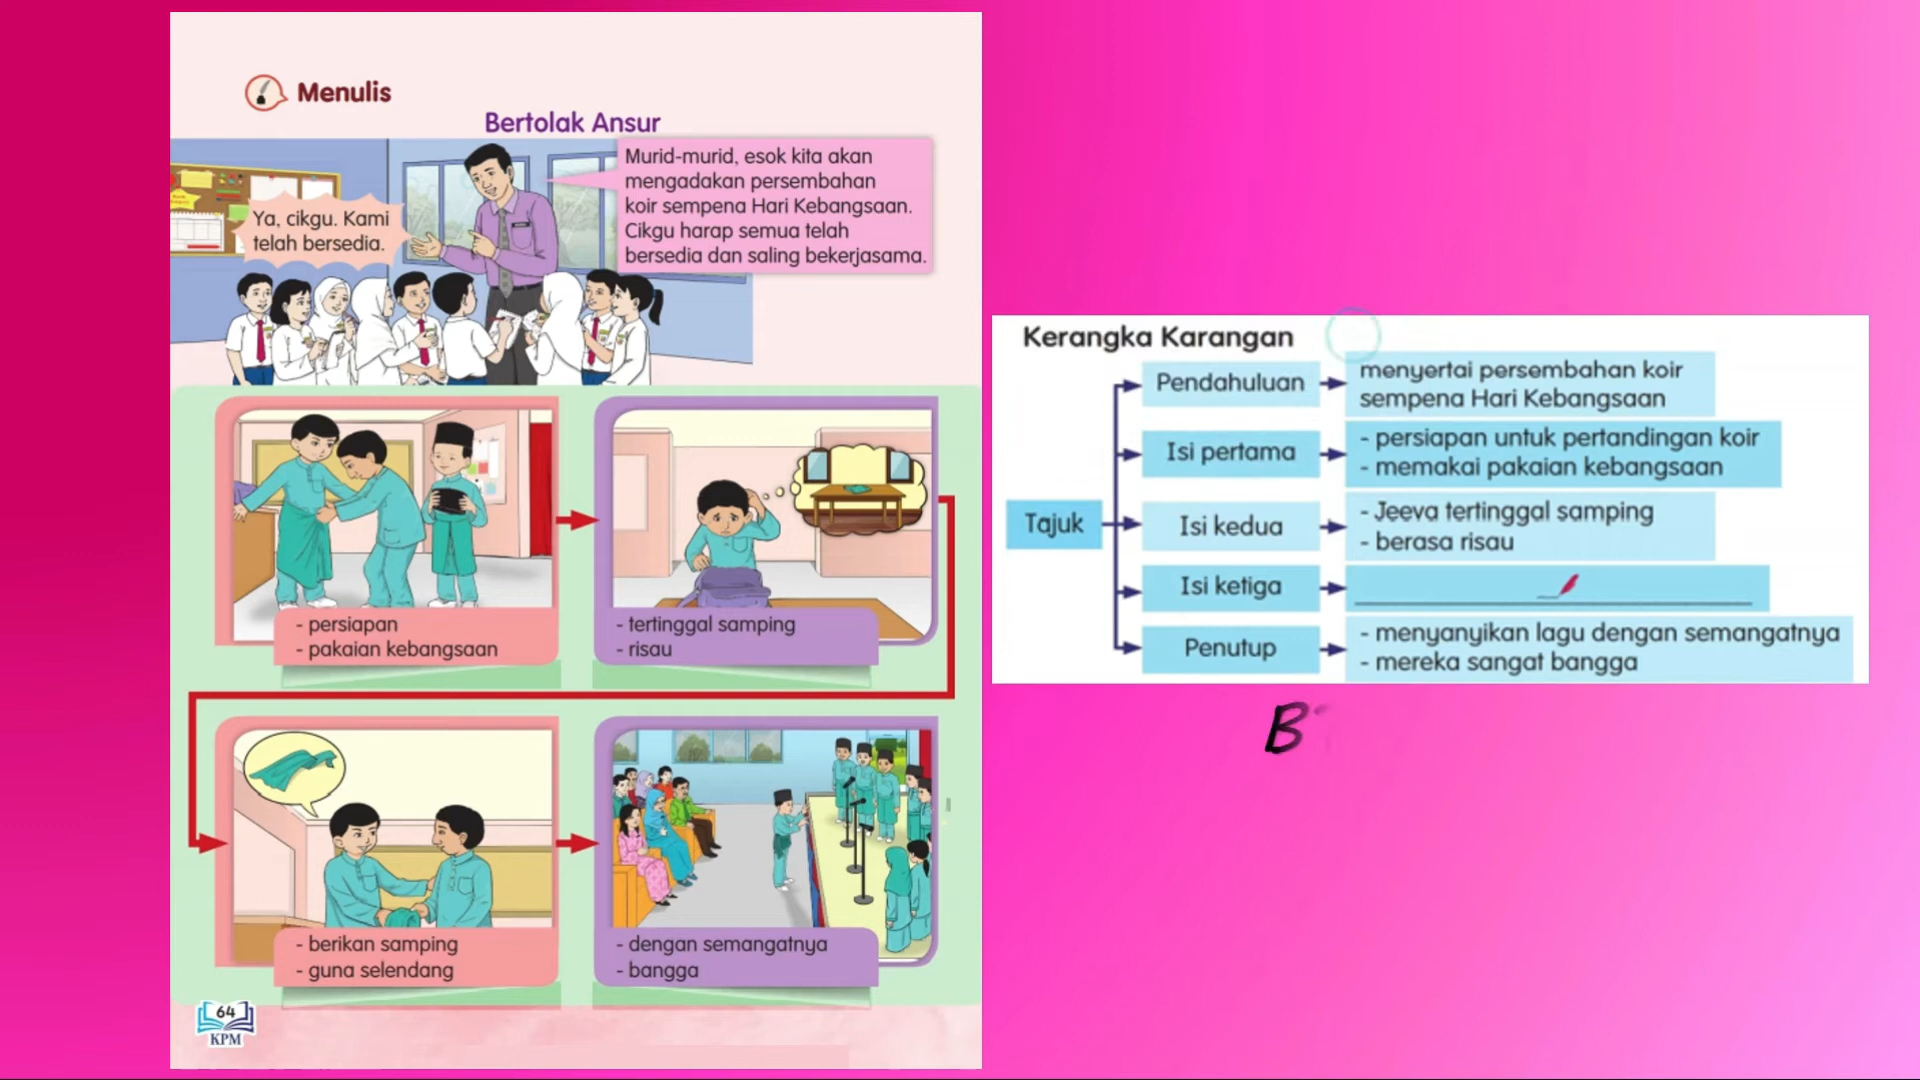 Menulis
Bertolak Ansur
Murid-murid, esok kita akan
mengadakan persembahan
koir sempena Hari Kebangsaan.
Cikgu harap semua telah
bersedia dan saling bekerjasama.
Ya, cikgu. Kami
telah bersedia.
- persiapan
- pakaian kebangsaan
- tertinggal samping
- risau
- berikan samping
- guna selendang
- dengan semangatnya
- bangga
64
KPM
Kerangka Karangan
Tajuk
Pendahuluan
menyertai persembahan koir
sempena Hari Kebangsaan
Isi pertama
- persiapan untuk pertandingan koir
- memakai pakaian kebangsaan
Isi kedua
- Jeeva tertinggal samping
- berasa risau
Isi ketiga
Penutup
- menyanyikan lagu dengan semangatnya
- mereka sangat bangga
B